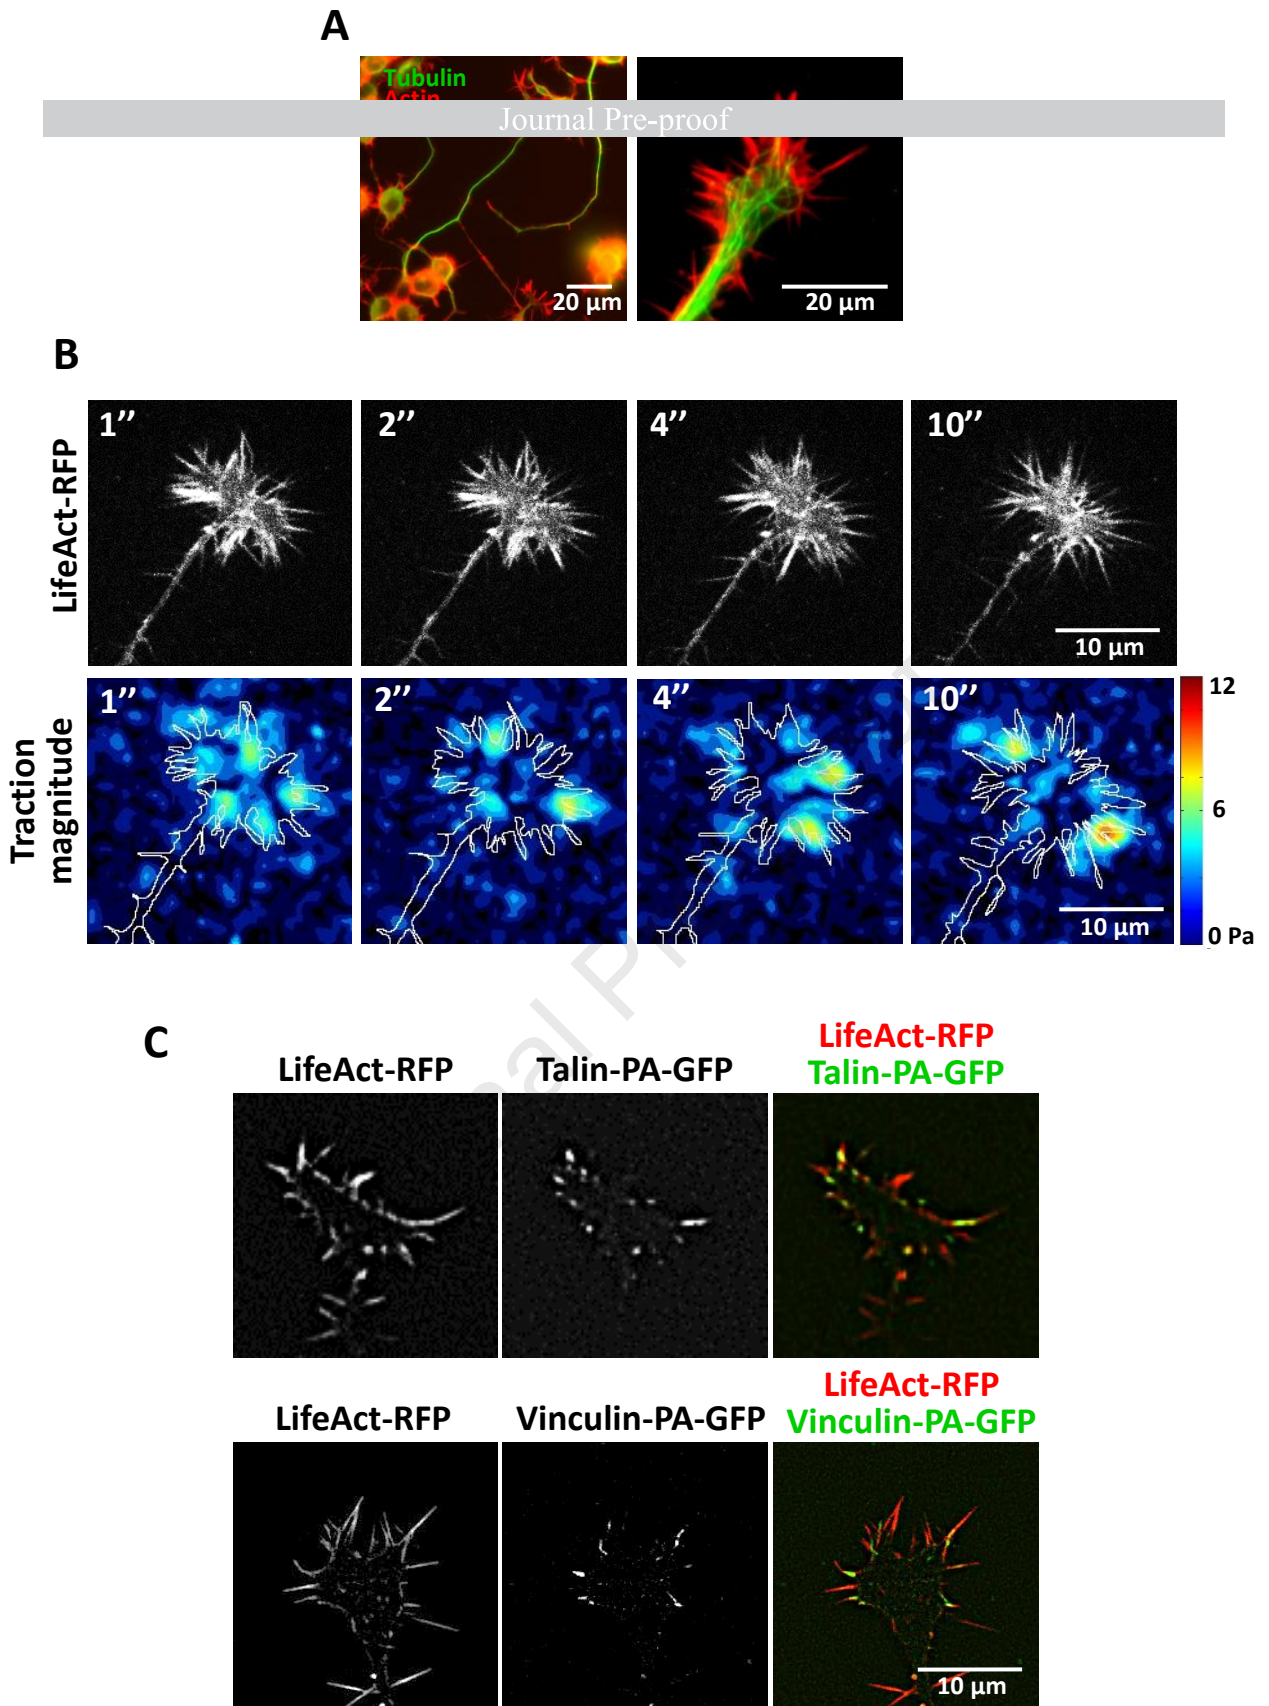 A
Tubulin
Actin
Journal Pre-proof
20 µm
20 µm
B
LifeAct-RFP
1’’
2’’
4’’
10’’
10 µm
Traction
magnitude
1’’
2’’
4’’
10’’
10 µm
12
6
0 Pa
C
LifeAct-RFP
Talin-PA-GFP
LifeAct-RFP
Talin-PA-GFP
LifeAct-RFP
Vinculin-PA-GFP
LifeAct-RFP
Vinculin-PA-GFP
10 µm